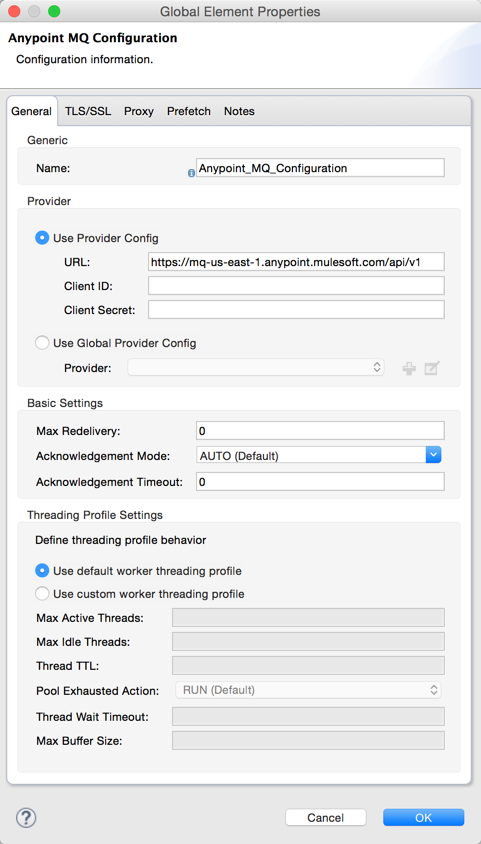 Global Element Properties
Anypoint MQ Configuration
Configuration information.
General TLS/SSL Proxy Prefetch Notes
Generic
Name: Anypoint_MQ_Configuration
Provider
Use Provider Config
URL: https://mq-us-east-1.anypoint.mulesoft.com/api/v1
Client ID:
Client Secret:
Use Global Provider Config
Provider:
Basic Settings
Max Redelivery: 0
Acknowledgement Mode: AUTO (Default)
Acknowledgement Timeout: 0
Threading Profile Settings
Define threading profile behavior
Use default worker threading profile
Use custom worker threading profile
Max Active Threads:
Max Idle Threads:
Thread TTL:
Pool Exhausted Action: RUN (Default)
Thread Wait Timeout:
Max Buffer Size:
? Cancel OK